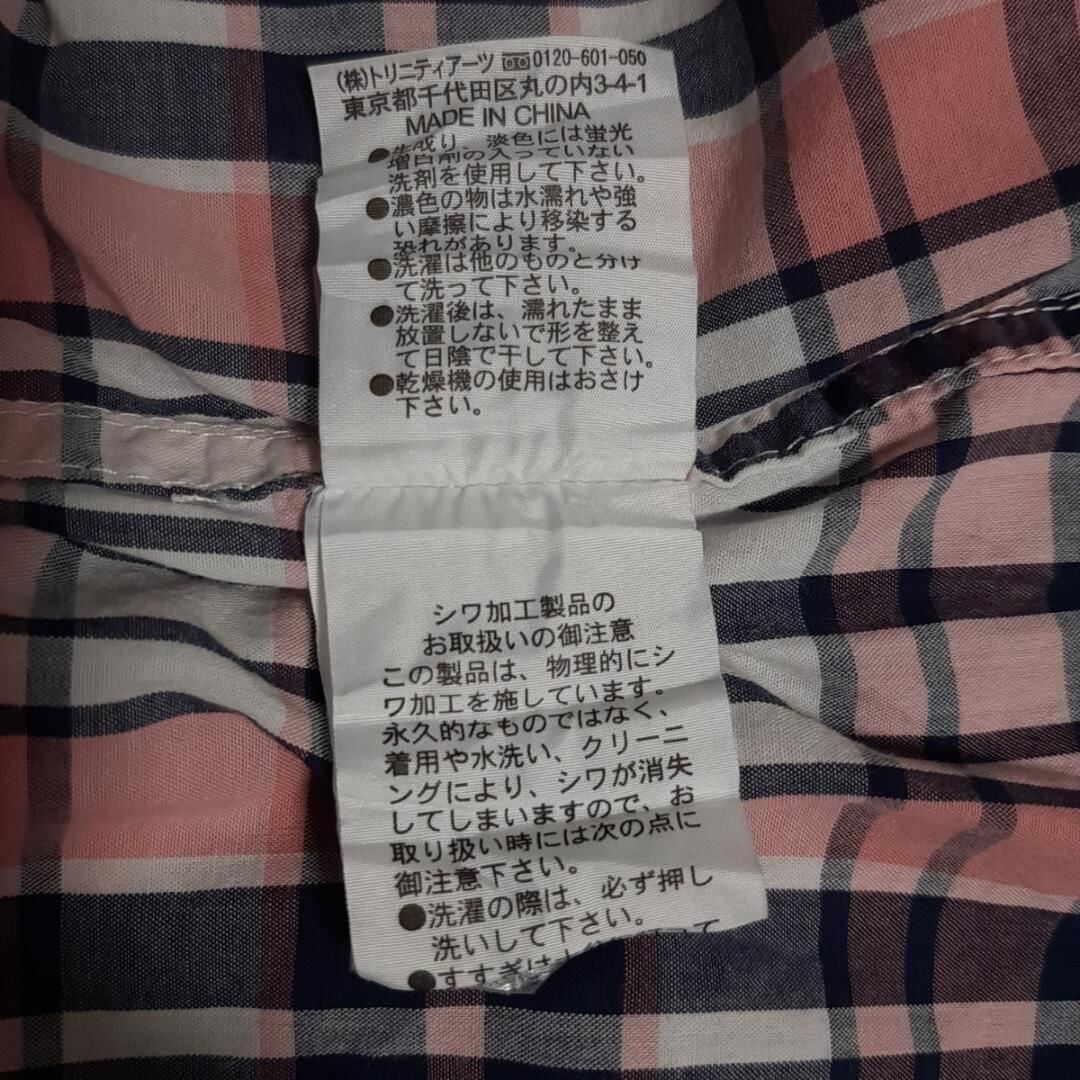 (株)トリニティアーツ 0120-601-050
東京都千代田区丸の内3-4-1
MADE IN CHINA
●生成り、淡色には蛍光
増白剤の入っていない
洗剤を使用して下さい。
●濃色の物は水濡れや強
い摩擦により移染する
恐れがあります。
●洗濯は他のものと分け
て洗って下さい。
●洗濯後は、濡れたまま
放置しないで形を整え
て日陰で干して下さい。
●乾燥機の使用はおさけ
下さい。
シワ加工製品の
お取扱いの御注意
この製品は、物理的にシ
ワ加工を施しています。
永久的なものではなく、
着用や水洗い、クリーニ
ングにより、シワが消失
してしまいますので、お
取り扱い時には次の点に
御注意下さい。
●洗濯の際は、必ず押し
洗いして下さい。
●すすぎは